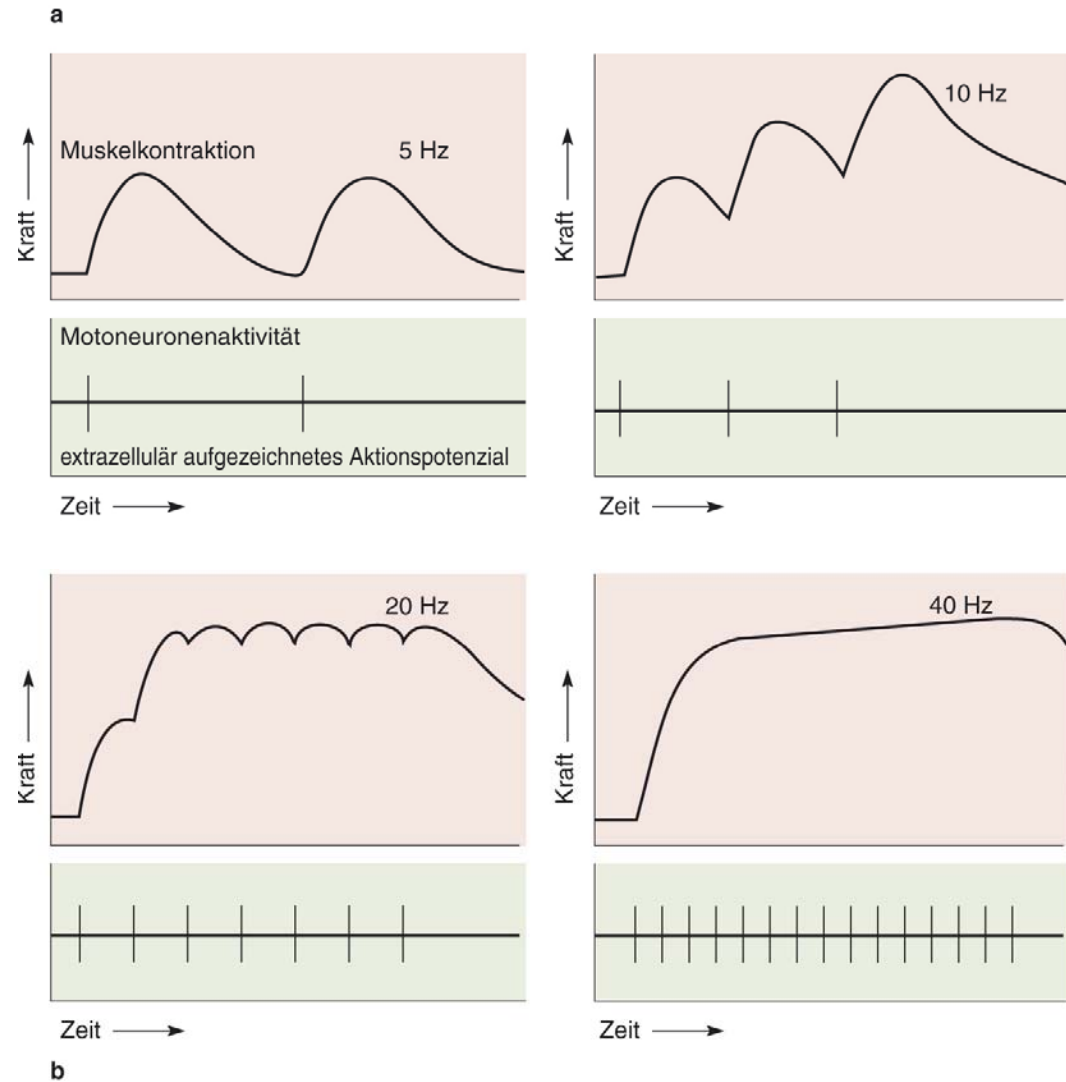 a
Kraft
Muskelkontraktion
5 Hz
Kraft
10 Hz
Motoneuronenaktivität
extrazellulär aufgezeichnetes Aktionspotenzial
Zeit
Zeit
Kraft
20 Hz
Kraft
40 Hz
Zeit
Zeit
b